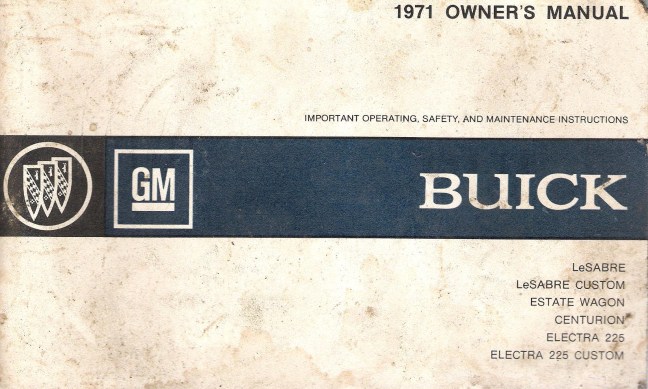 1971 OWNER'S MANUAL
IMPORTANT OPERATING, SAFETY, AND MAINTENANCE INSTRUCTIONS
GM
BUICK
LeSABRE
LeSABRE CUSTOM
ESTATE WAGON
CENTURION
ELECTRA 225
ELECTRA 225 CUSTOM